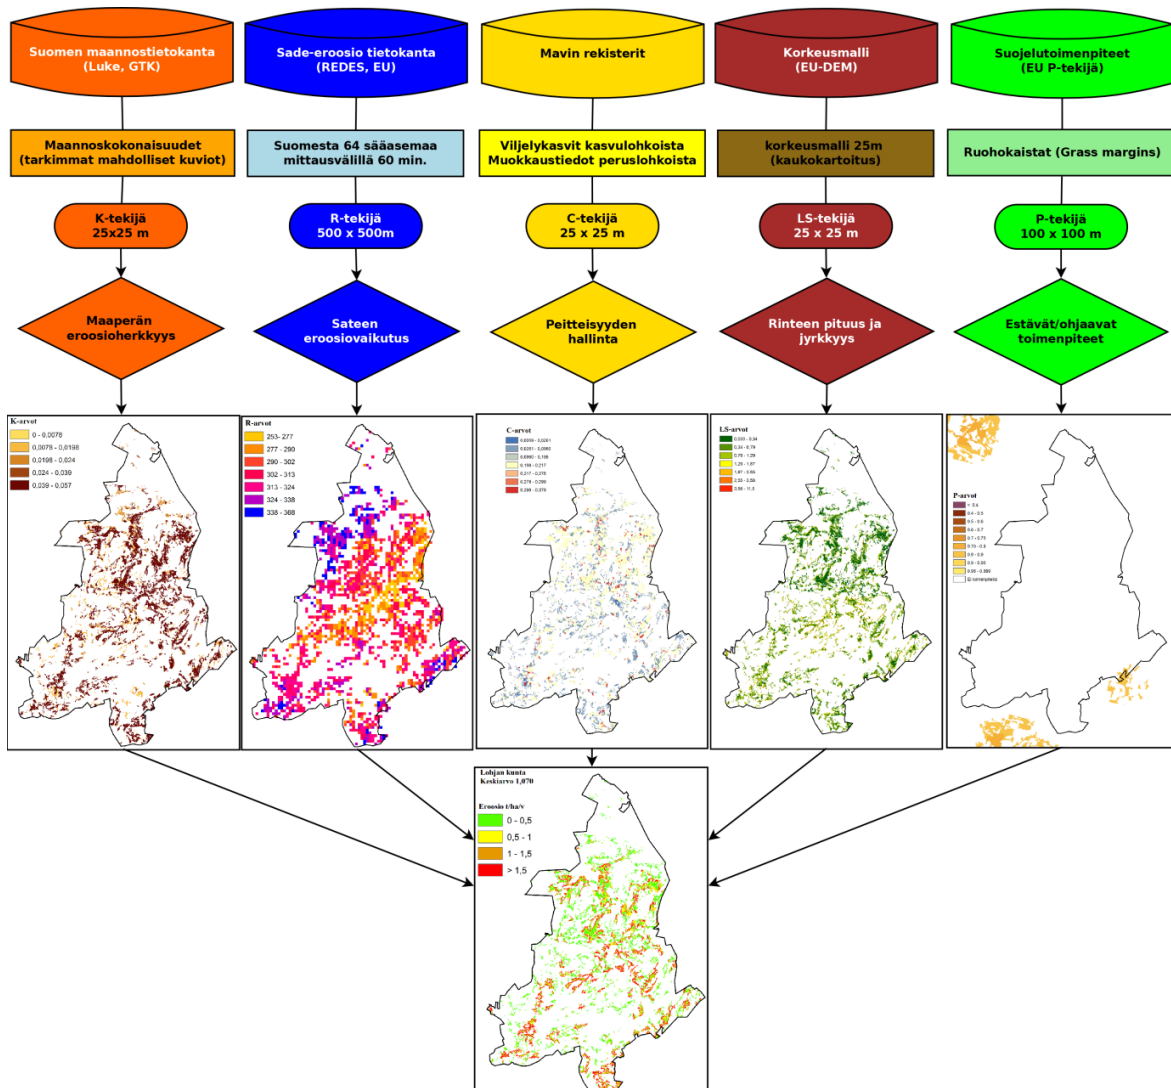 Suomen maannostietokanta
(Luke, GTK)
Sade-eroosio tietokanta
(REDES, EU)
Mavin rekisterit
Korkeusmalli
(EU-DEM)
Suojelutoimenpiteet
(EU P-tekijä)
Maannoskokonaisuudet
(tarkimmat mahdolliset kuviot)
Suomesta 64 sääasemaa
mittausvälillä 60 min.
Viljelykasvit kasvulohkoista
Muokkaustiedot peruslohkoista
korkeusmalli 25m
(kaukokartoitus)
Ruohokaistat (Grass margins)
K-tekijä
25x25 m
R-tekijä
500 x 500m
C-tekijä
25 x 25 m
LS-tekijä
25 x 25 m
P-tekijä
100 x 100 m
Maaperän
eroosioherkkyys
Sateen
eroosiovaikutus
Peitteisyyden
hallinta
Rinteen pituus ja
jyrkkyys
Estävät/ohjaavat
toimenpiteet
K-arvot
0 - 0,0078
0,0078 - 0,0198
0,0198 - 0,024
0,024 - 0,039
0,039 - 0,057
R-arvot
253- 277
277 - 290
290 - 302
302 - 313
313 - 324
324 - 338
338 - 368
C-arvot
LS-arvot
P-arvot
Lohjan kunta
Keskiarvo 1,070
Eroosio t/ha/v
0 - 0,5
0,5 - 1
1 - 1,5
> 1,5